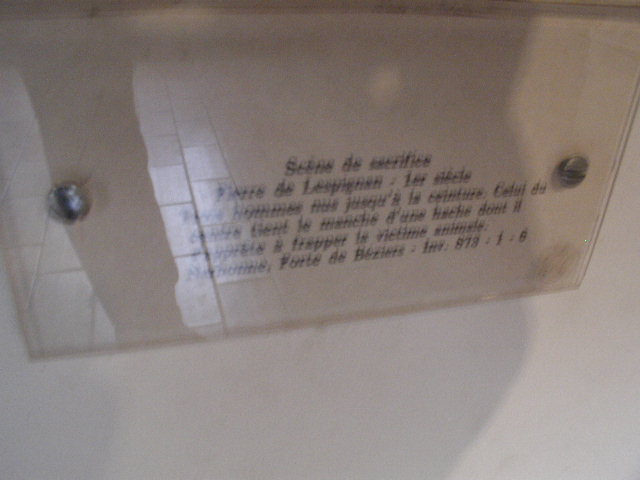 Scène de sacrifice
Pierre de Lespignan - 1er siècle
hommes nus jusqu'à la ceinture. Celui du
centre tient le manche d'une hache dont il
s'apprête à frapper la victime animale.
Narbonne, Porte de Béziers - Inv. 873 - 1 - 6